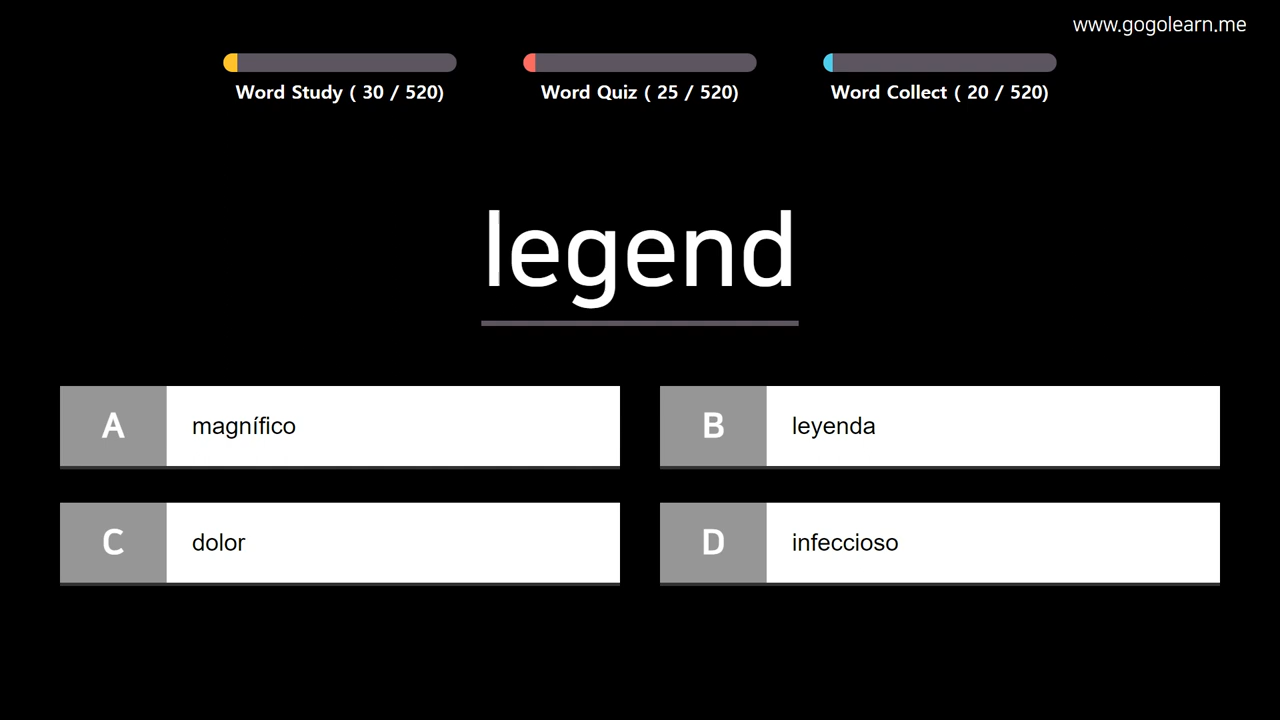 www.gogolearn.me
Word Study ( 30 / 520)
Word Quiz ( 25 / 520)
Word Collect ( 20 / 520)
legend
A magnífico
B leyenda
C dolor
D infeccioso